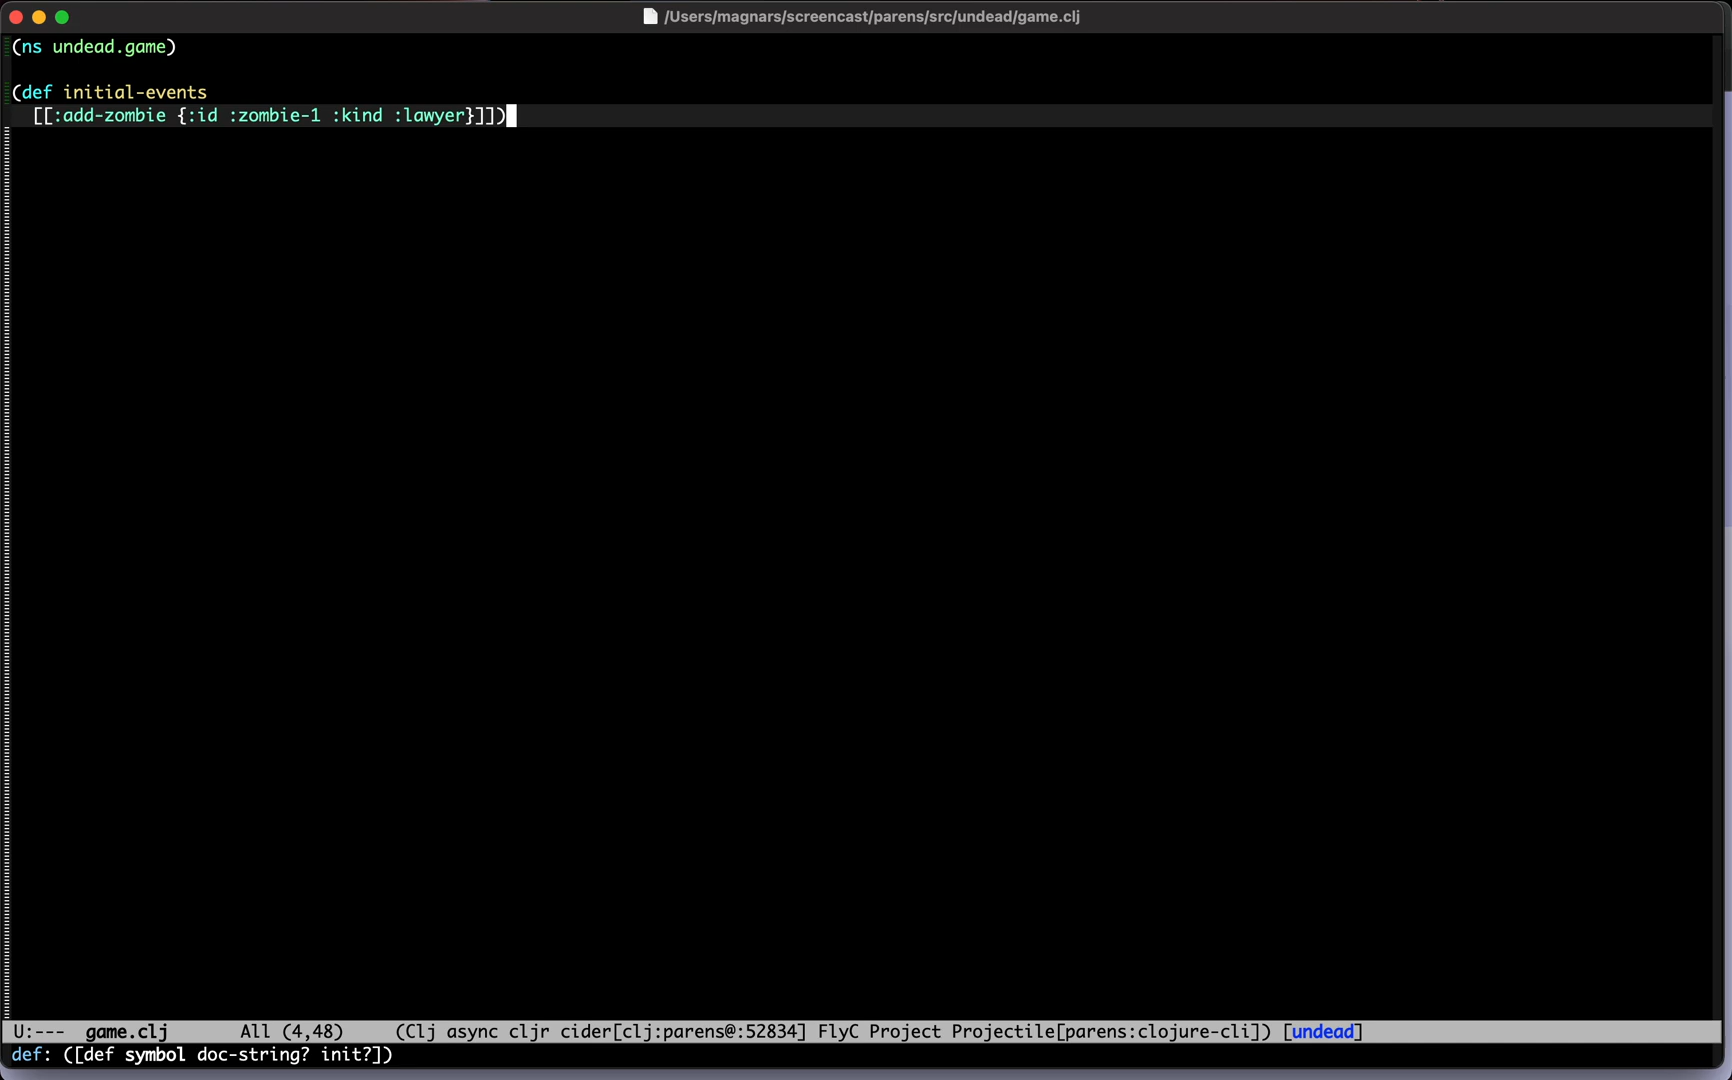 /Users/magnars/screencast/parens/src/undead/game.clj
(ns undead.game)
(def initial-events
[[:add-zombie {:id :zombie-1 :kind :lawyer}]])
U:--- game.clj All (4,48) (Clj async cljr cider[clj:parens@:52834] FlyC Project Projectile[parens:clojure-cli]) [undead]
def: ([def symbol doc-string? init?])